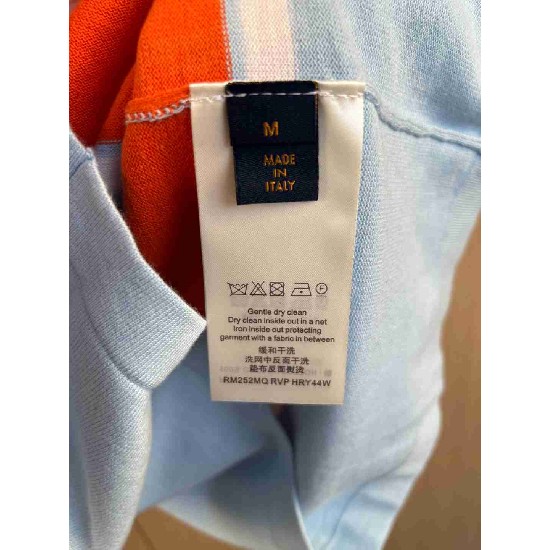 M
MADE
IN
ITALY
Gentle dry clean
Dry clean inside out in a net
Iron inside out protecting
garment with a fabric in between
缓和干洗
洗网中反面干洗
垫布反面熨烫
RM252MQ RVP HRY44W